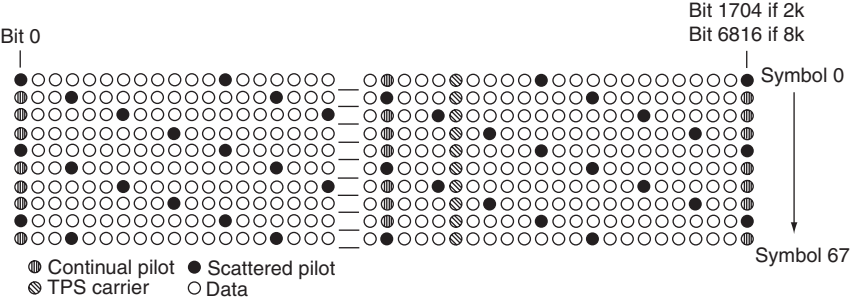 Bit 1704 if 2k
Bit 0
Bit 6816 if 8k
Symbol 0
Symbol 67
Continual pilot
Scattered pilot
TPS carrier
Data